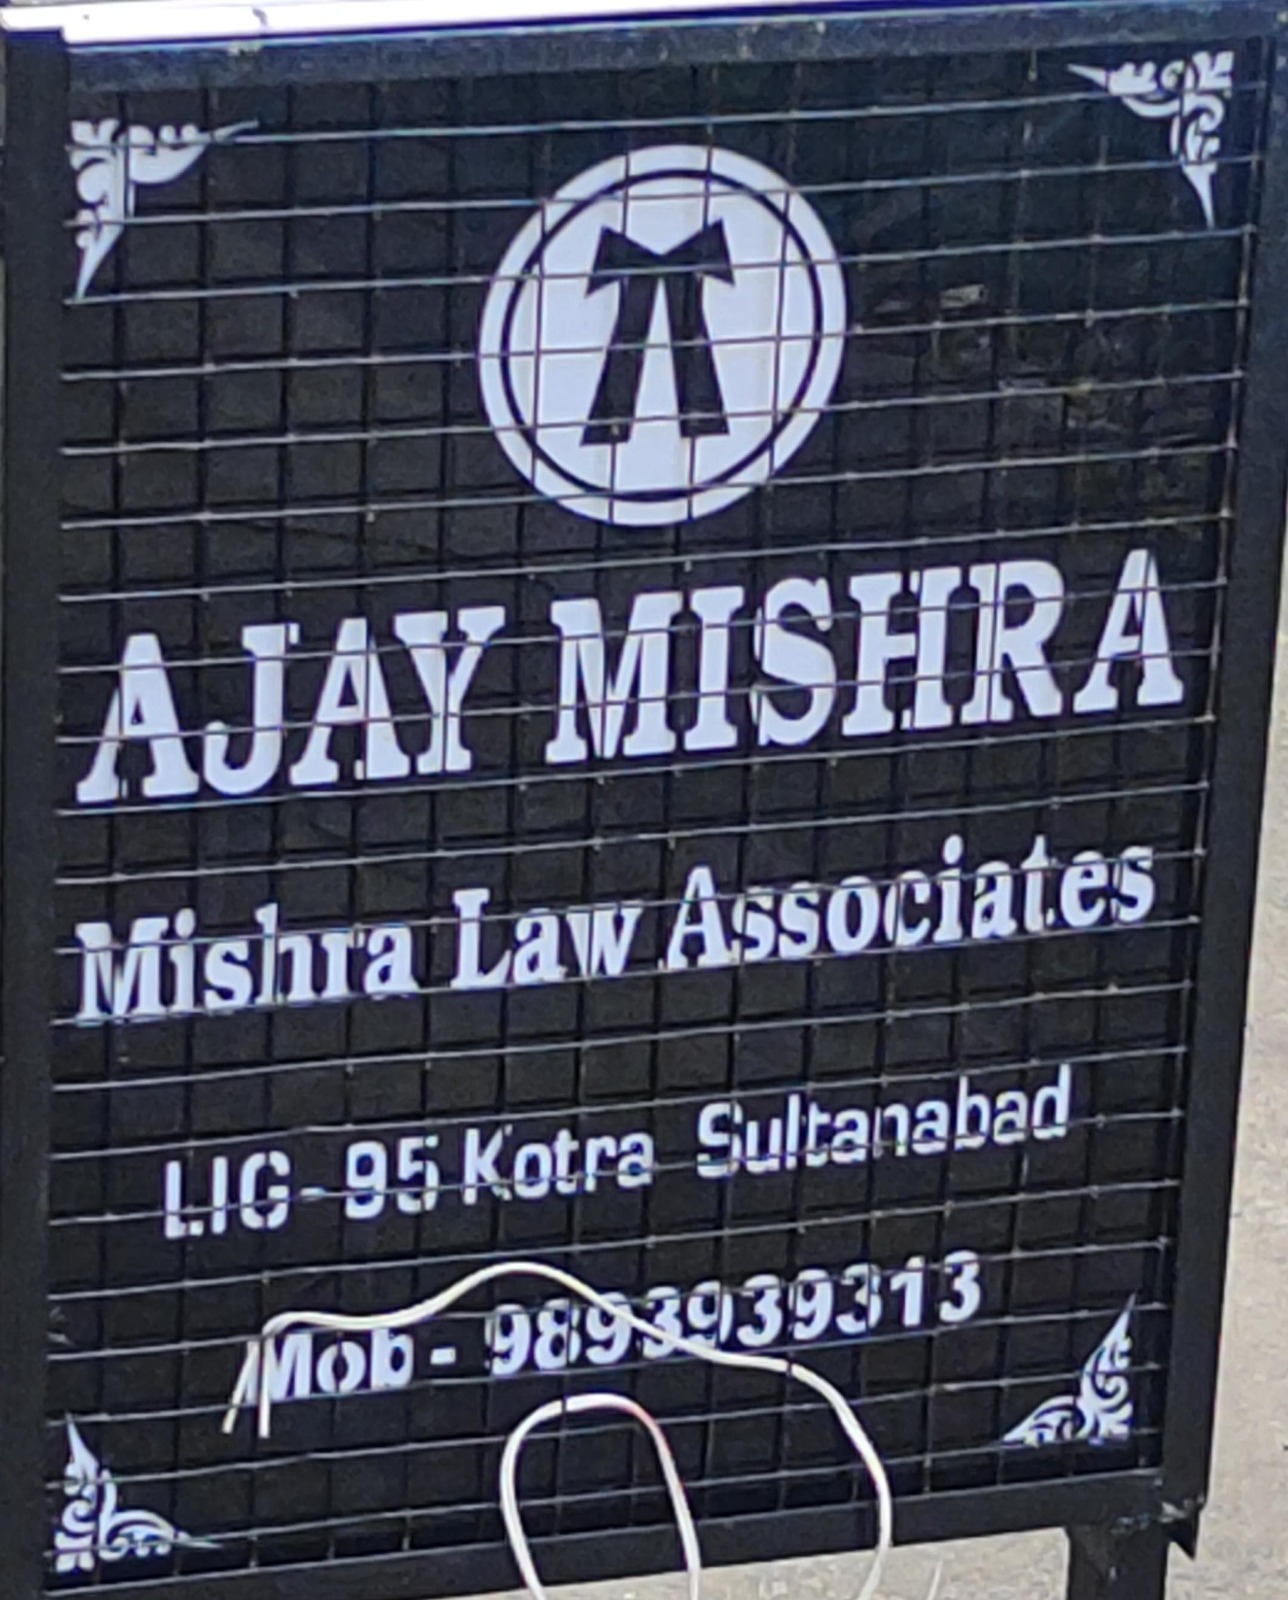 AJAY MISHRA
Mishra Law Associates
LIG-95 Kotra Sultanabad
Mob- 9893939313